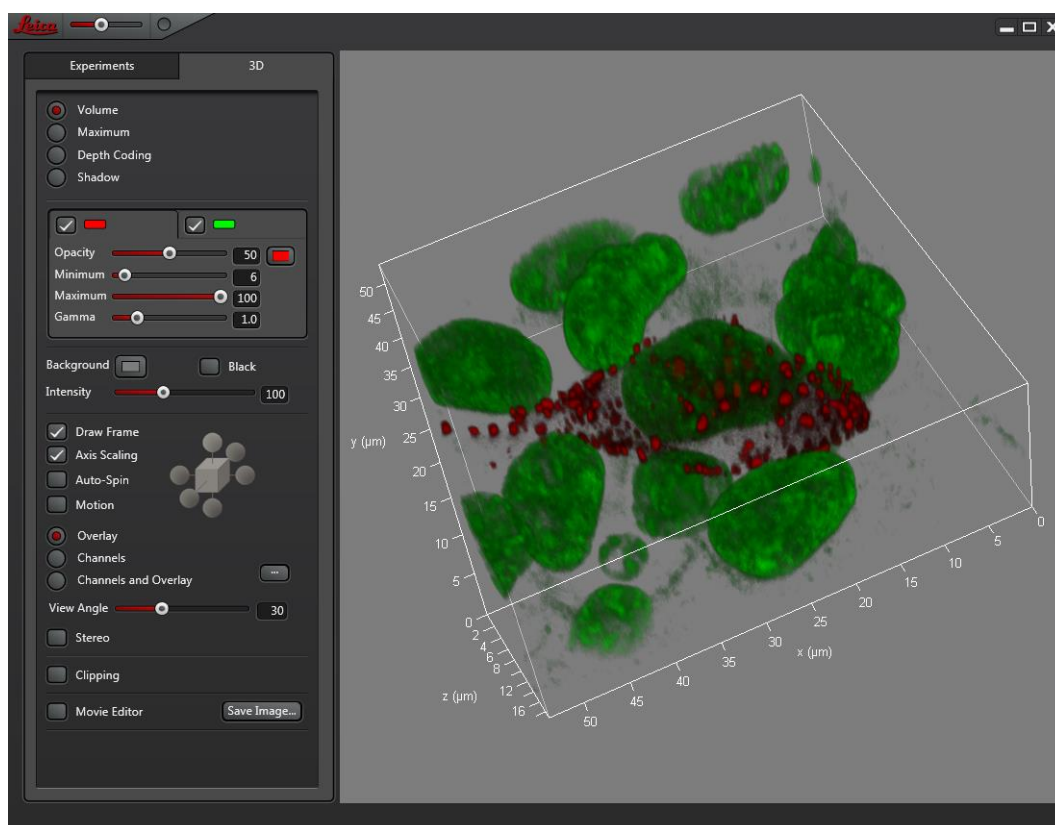 Leica
Experiments 3D
Volume
Maximum
Depth Coding
Shadow
Opacity 50
Minimum 6
Maximum 100
Gamma 1.0
Background Black
Intensity 100
Draw Frame
Axis Scaling
Auto-Spin
Motion
Overlay
Channels
Channels and Overlay ...
View Angle 30
Stereo
Clipping
Movie Editor Save Image...
50
45
40
35
30
y (µm) 25
20
15
10
5
0
2
4
6
8
z (µm) 12
16
50
45
40
35
30
x (µm)
25
20
15
10
5
0